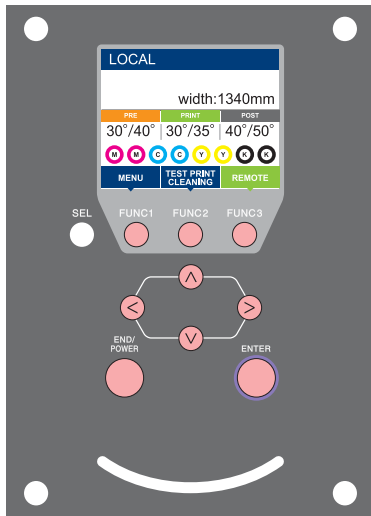 LOCAL
width:1340mm
PRE PRINT POST
30°/40° 30°/35° 40°/50°
M M C C Y Y K K
MENU TEST PRINT CLEANING REMOTE
SEL FUNC1 FUNC2 FUNC3
END/
POWER
ENTER